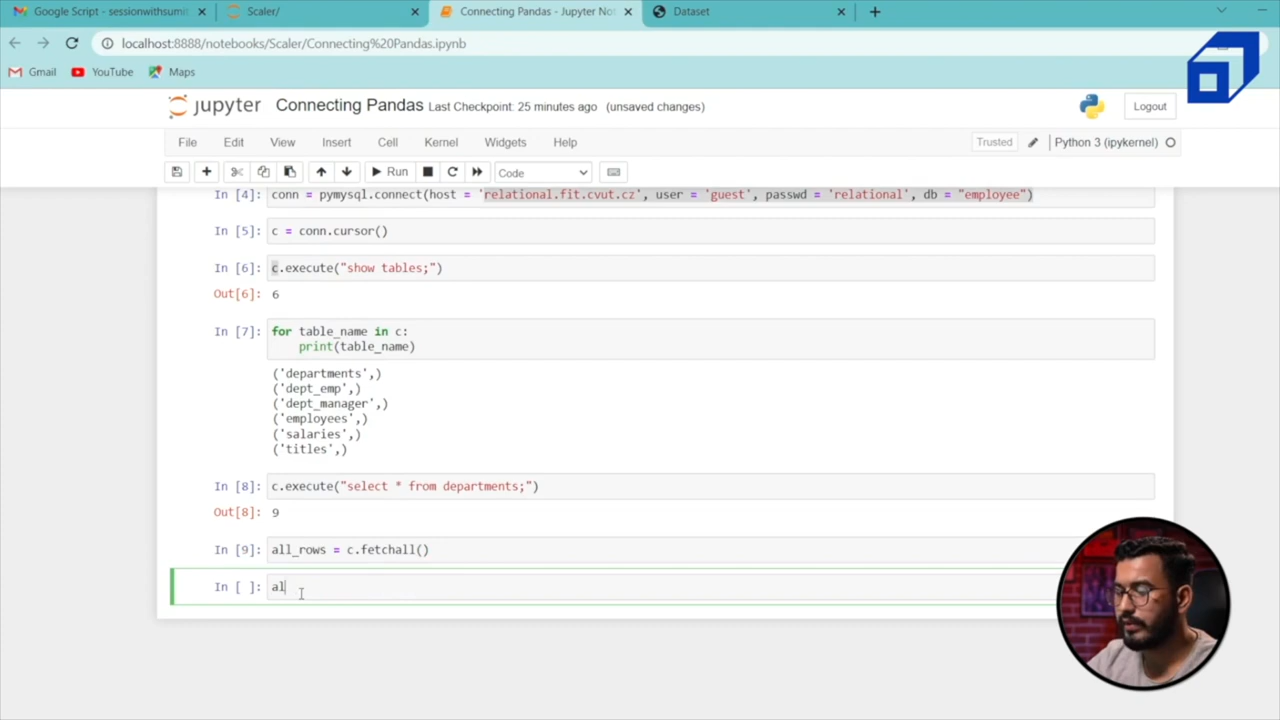 Google Script - sessionwithsumit
Scaler/
Connecting Pandas - Jupyter Not
Dataset
localhost:8888/notebooks/Scaler/Connecting%20Pandas.ipynb
Gmail YouTube Maps
jupyter Connecting Pandas Last Checkpoint: 25 minutes ago (unsaved changes) Logout
File Edit View Insert Cell Kernel Widgets Help Trusted Python 3 (ipykernel)
Run Code
In [4]: conn = pymysql.connect(host = 'relational.fit.cvut.cz', user = 'guest', passwd = 'relational', db = "employee")
In [5]: c = conn.cursor()
In [6]: c.execute("show tables;")
Out[6]: 6
In [7]: for table_name in c:
print(table_name)
('departments',)
('dept_emp',)
('dept_manager',)
('employees',)
('salaries',)
('titles',)
In [8]: c.execute("select * from departments;")
Out[8]: 9
In [9]: all_rows = c.fetchall()
In [ ]: al